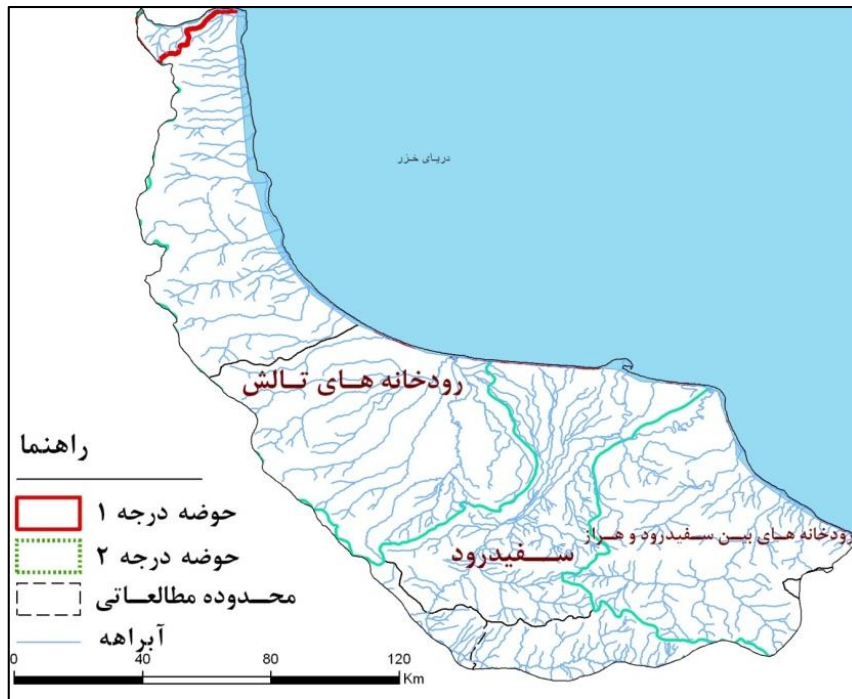 دریای خزر
رودخانه های تالش
رودخانه های بین سفیدرود و هراز
سفیدرود
راهنما
حوضه درجه ۱
حوضه درجه ۲
محدوده مطالعاتی
آبراهه
0 40 80 120
Km